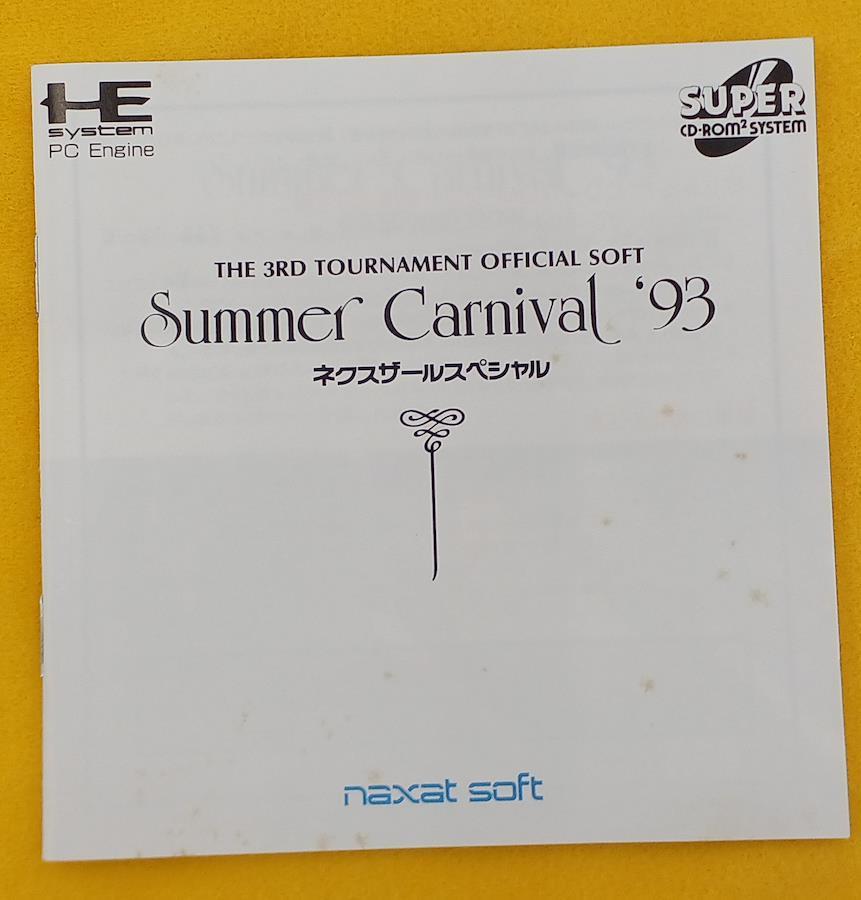 HE
system
PC Engine
SUPER
CD-ROM² SYSTEM
THE 3RD TOURNAMENT OFFICIAL SOFT
Summer Carnival '93
ネクスザールスペシャル
naxat soft